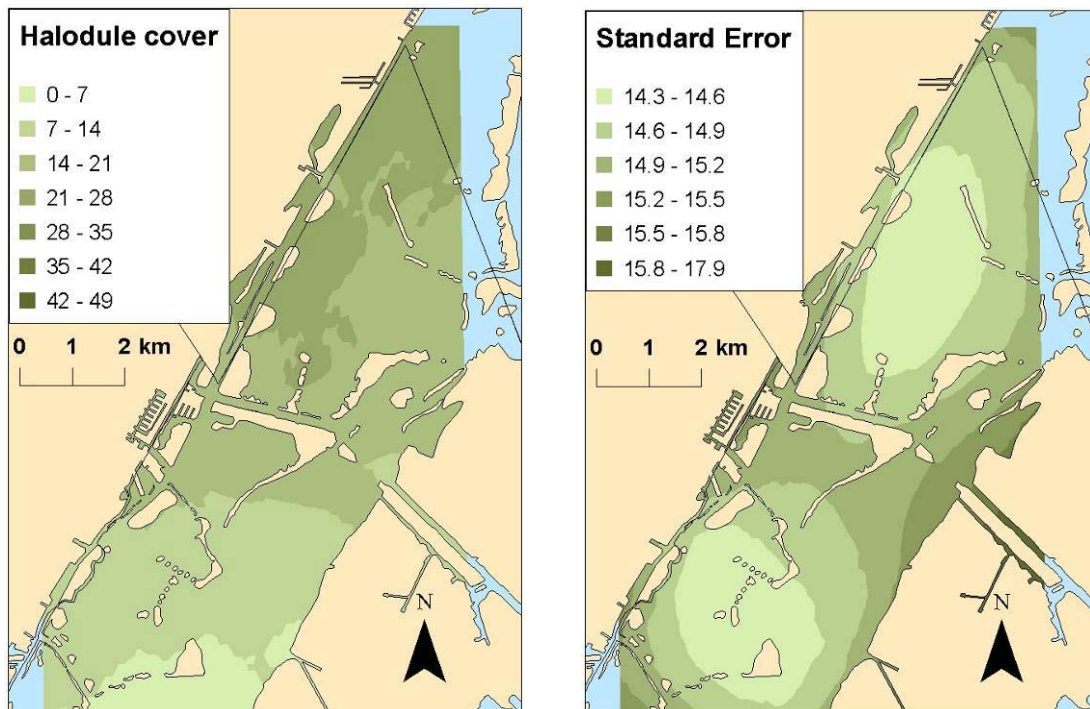 Halodule cover
0 - 7
7 - 14
14 - 21
21 - 28
28 - 35
35 - 42
42 - 49
0 1 2 km
N
Standard Error
14.3 - 14.6
14.6 - 14.9
14.9 - 15.2
15.2 - 15.5
15.5 - 15.8
15.8 - 17.9
0 1 2 km
N